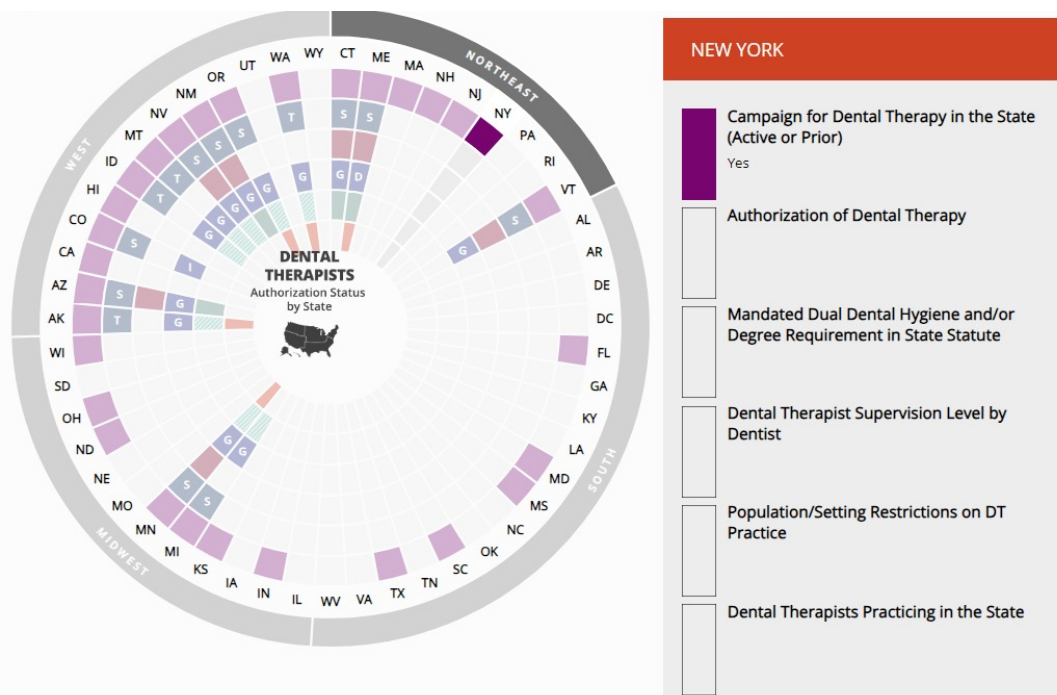 NORTHEAST
CT
ME
MA
NH
NJ
NY
PA
RI
VT
SOUTH
AL
AR
DE
DC
FL
GA
KY
LA
MD
MS
NC
OK
SC
TN
TX
VA
WV
MIDWEST
IL
IN
IA
KS
MI
MN
MO
NE
ND
OH
SD
WI
WEST
AK
AZ
CA
CO
HI
ID
MT
NV
NM
OR
UT
WA
WY
S S
G D
S
G
T
G
S
S
S
T
T
G
G
G
G
G
S
I
S
G
T
G
G
G
S
S
DENTAL
THERAPISTS
Authorization Status
by State
NEW YORK
Campaign for Dental Therapy in the State
(Active or Prior)
Yes
Authorization of Dental Therapy
Mandated Dual Dental Hygiene and/or
Degree Requirement in State Statute
Dental Therapist Supervision Level by
Dentist
Population/Setting Restrictions on DT
Practice
Dental Therapists Practicing in the State